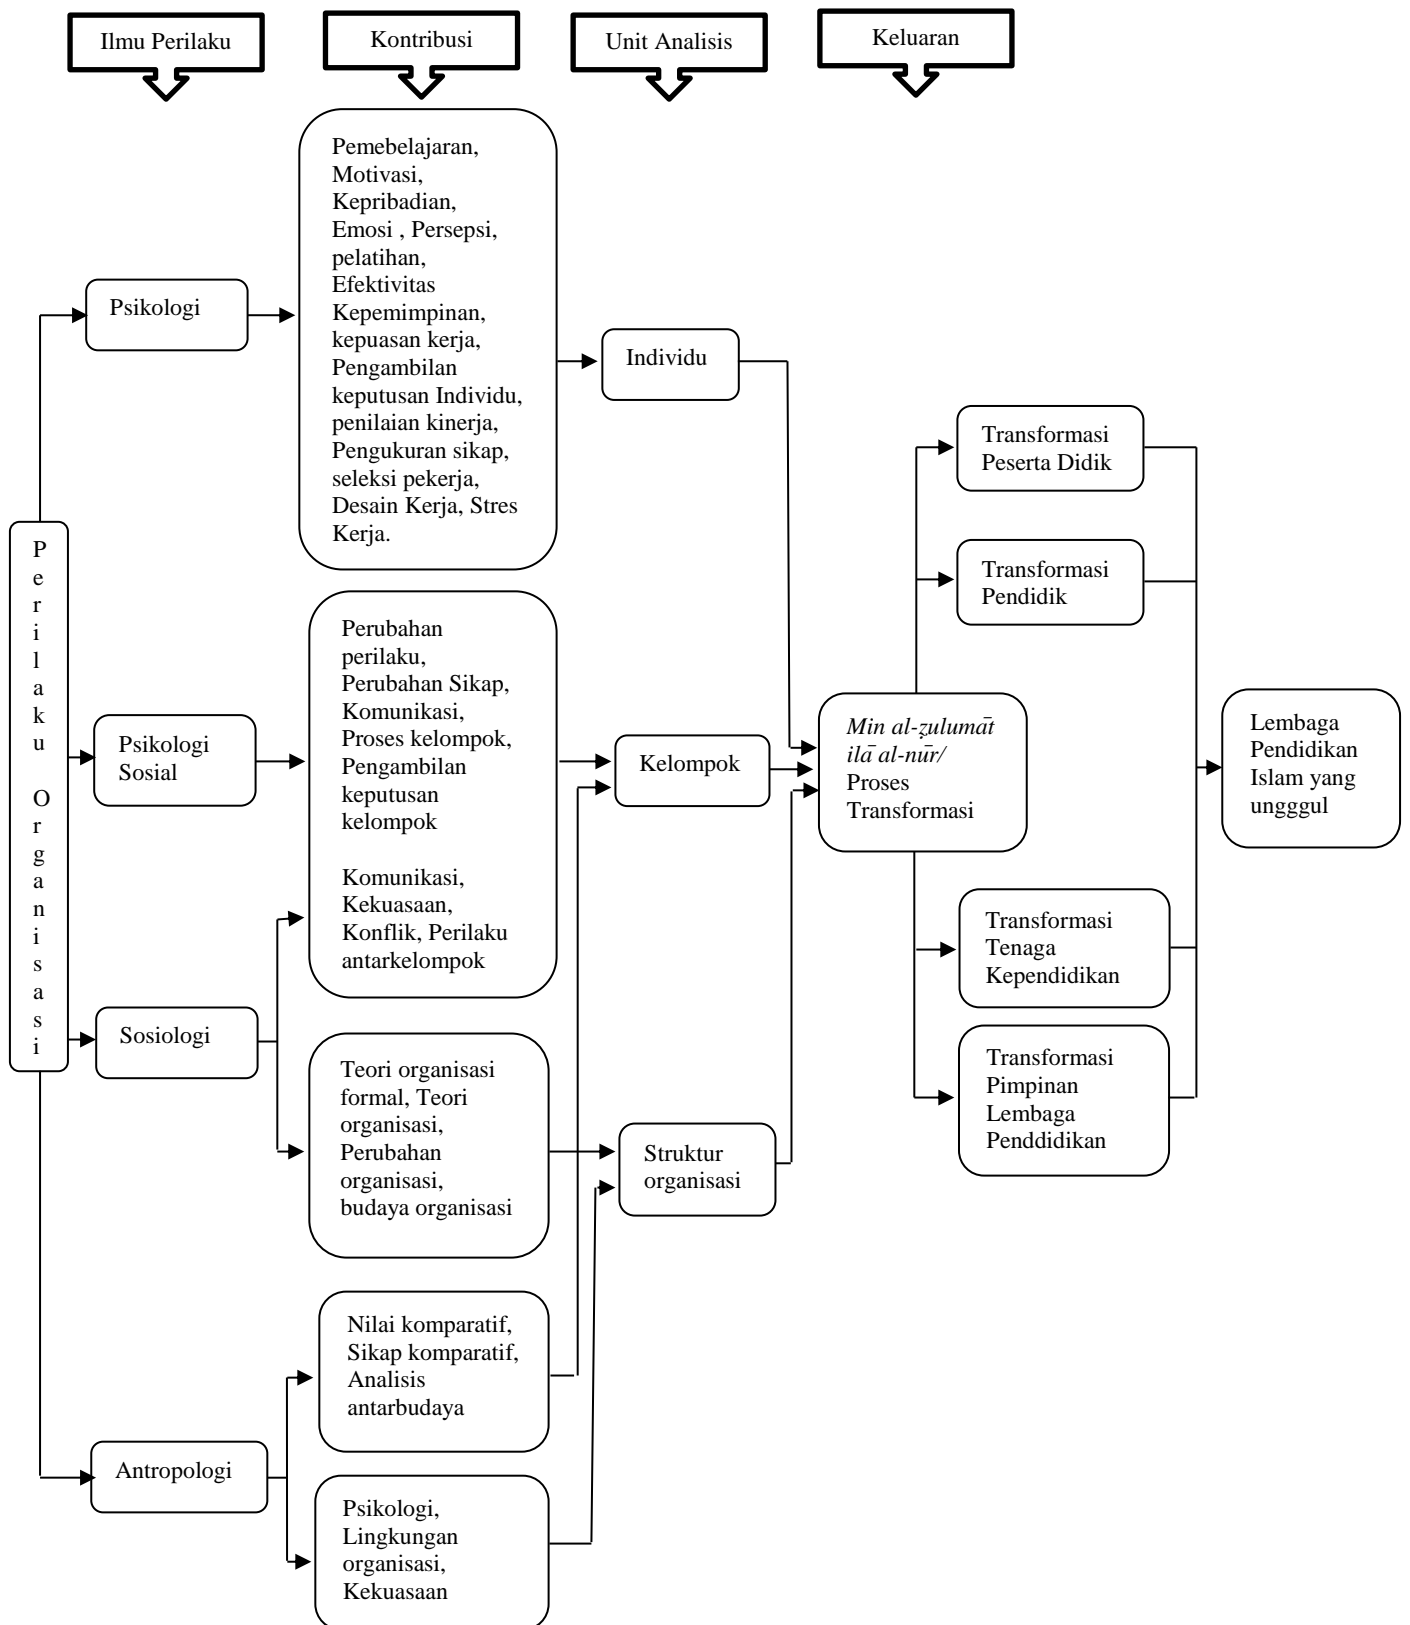 Ilmu Perilaku
Kontribusi
Unit Analisis
Keluaran
Perilaku Organisasi
Psikologi
Psikologi
Sosial
Sosiologi
Antropologi
Pemebelajaran,
Motivasi,
Kepribadian,
Emosi , Persepsi,
pelatihan,
Efektivitas
Kepemimpinan,
kepuasan kerja,
Pengambilan
keputusan Individu,
penilaian kinerja,
Pengukuran sikap,
seleksi pekerja,
Desain Kerja, Stres
Kerja.
Perubahan
perilaku,
Perubahan Sikap,
Komunikasi,
Proses kelompok,
Pengambilan
keputusan
kelompok
Komunikasi,
Kekuasaan,
Konflik, Perilaku
antarkelompok
Teori organisasi
formal, Teori
organisasi,
Perubahan
organisasi,
budaya organisasi
Nilai komparatif,
Sikap komparatif,
Analisis
antarbudaya
Psikologi,
Lingkungan
organisasi,
Kekuasaan
Individu
Kelompok
Struktur
organisasi
Min al-ẓulumāt
ilā al-nūr/
Proses
Transformasi
Transformasi
Peserta Didik
Transformasi
Pendidik
Transformasi
Tenaga
Kependidikan
Transformasi
Pimpinan
Lembaga
Penddidikan
Lembaga
Pendidikan
Islam yang
ungggul